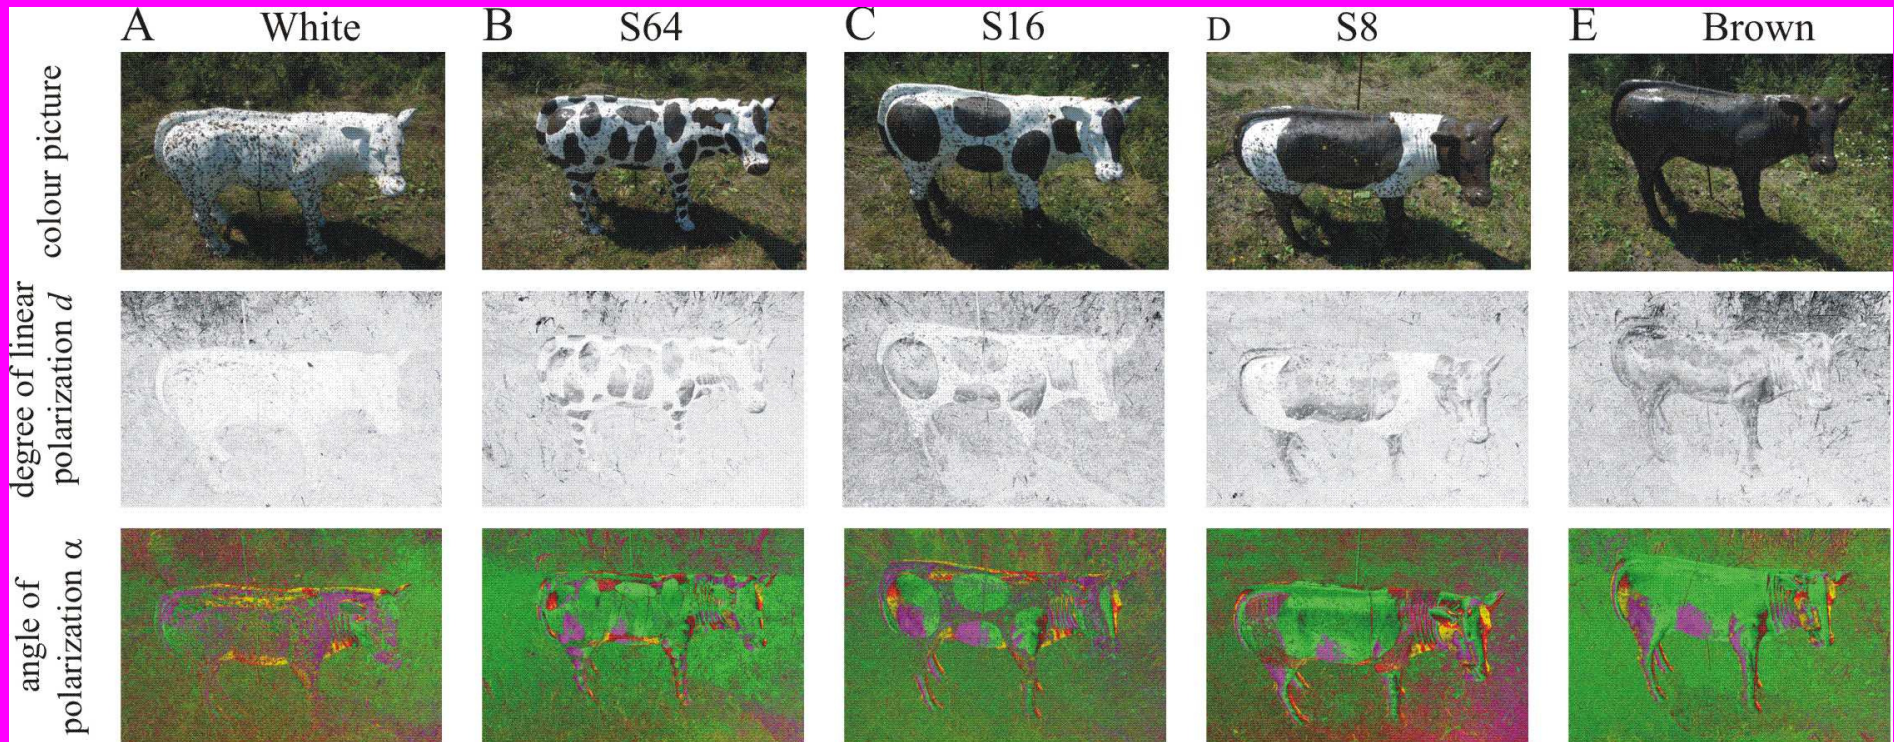 A White B S64 C S16 D S8 E Brown
colour picture
degree of linear
polarization d
angle of
polarization α